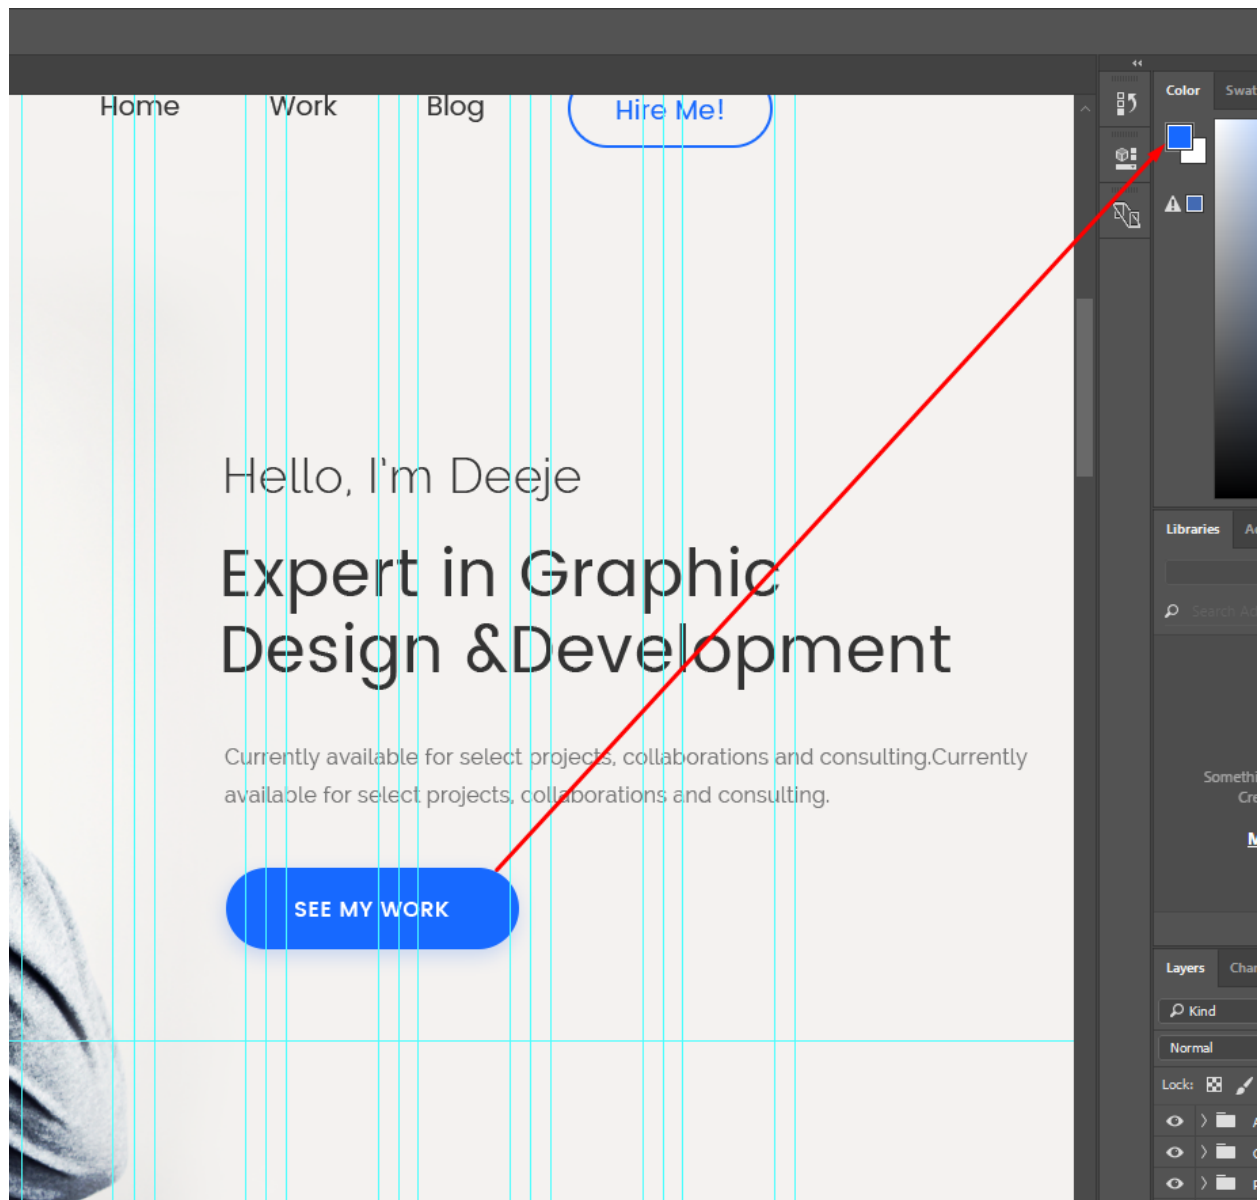 Home Work Blog Hire Me!
Color
Hello, I'm Deeje
Expert in Graphic
Design &Development
Currently available for select projects, collaborations and consulting.Currently
available for select projects, collaborations and consulting.
SEE MY WORK
Libraries
Search
Layers
Kind
Normal
Lock: